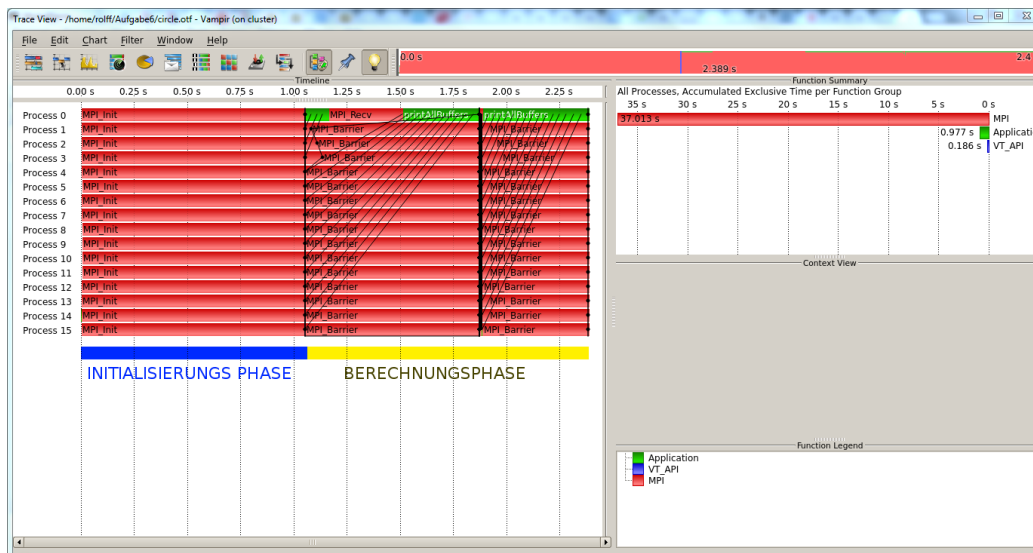 Trace View - /home/rolff/Aufgabe6/circle.otf - Vampir (on cluster)
File Edit Chart Filter Window Help
0.0 s 2.4
2.389 s
Timeline
0.00 s 0.25 s 0.50 s 0.75 s 1.00 s 1.25 s 1.50 s 1.75 s 2.00 s 2.25 s
Process 0 MPI_Init MPI_Recv printAllBuffers printAllBuffers
Process 1 MPI_Init MPI_Barrier MPI_Barrier
Process 2 MPI_Init MPI_Barrier MPI_Barrier
Process 3 MPI_Init MPI_Barrier MPI_Barrier
Process 4 MPI_Init MPI_Barrier MPI_Barrier
Process 5 MPI_Init MPI_Barrier MPI_Barrier
Process 6 MPI_Init MPI_Barrier MPI_Barrier
Process 7 MPI_Init MPI_Barrier MPI_Barrier
Process 8 MPI_Init MPI_Barrier MPI_Barrier
Process 9 MPI_Init MPI_Barrier MPI_Barrier
Process 10 MPI_Init MPI_Barrier MPI_Barrier
Process 11 MPI_Init MPI_Barrier MPI_Barrier
Process 12 MPI_Init MPI_Barrier MPI_Barrier
Process 13 MPI_Init MPI_Barrier MPI_Barrier
Process 14 MPI_Init MPI_Barrier MPI_Barrier
Process 15 MPI_Init MPI_Barrier MPI_Barrier
INITIALISIERUNGS PHASE BERECHNUNGSPHASE
Function Summary
All Processes, Accumulated Exclusive Time per Function Group
35 s 30 s 25 s 20 s 15 s 10 s 5 s 0 s
37.013 s MPI
0.977 s Applicati
0.186 s VT_API
Context View
Function Legend
Application
VT_API
MPI